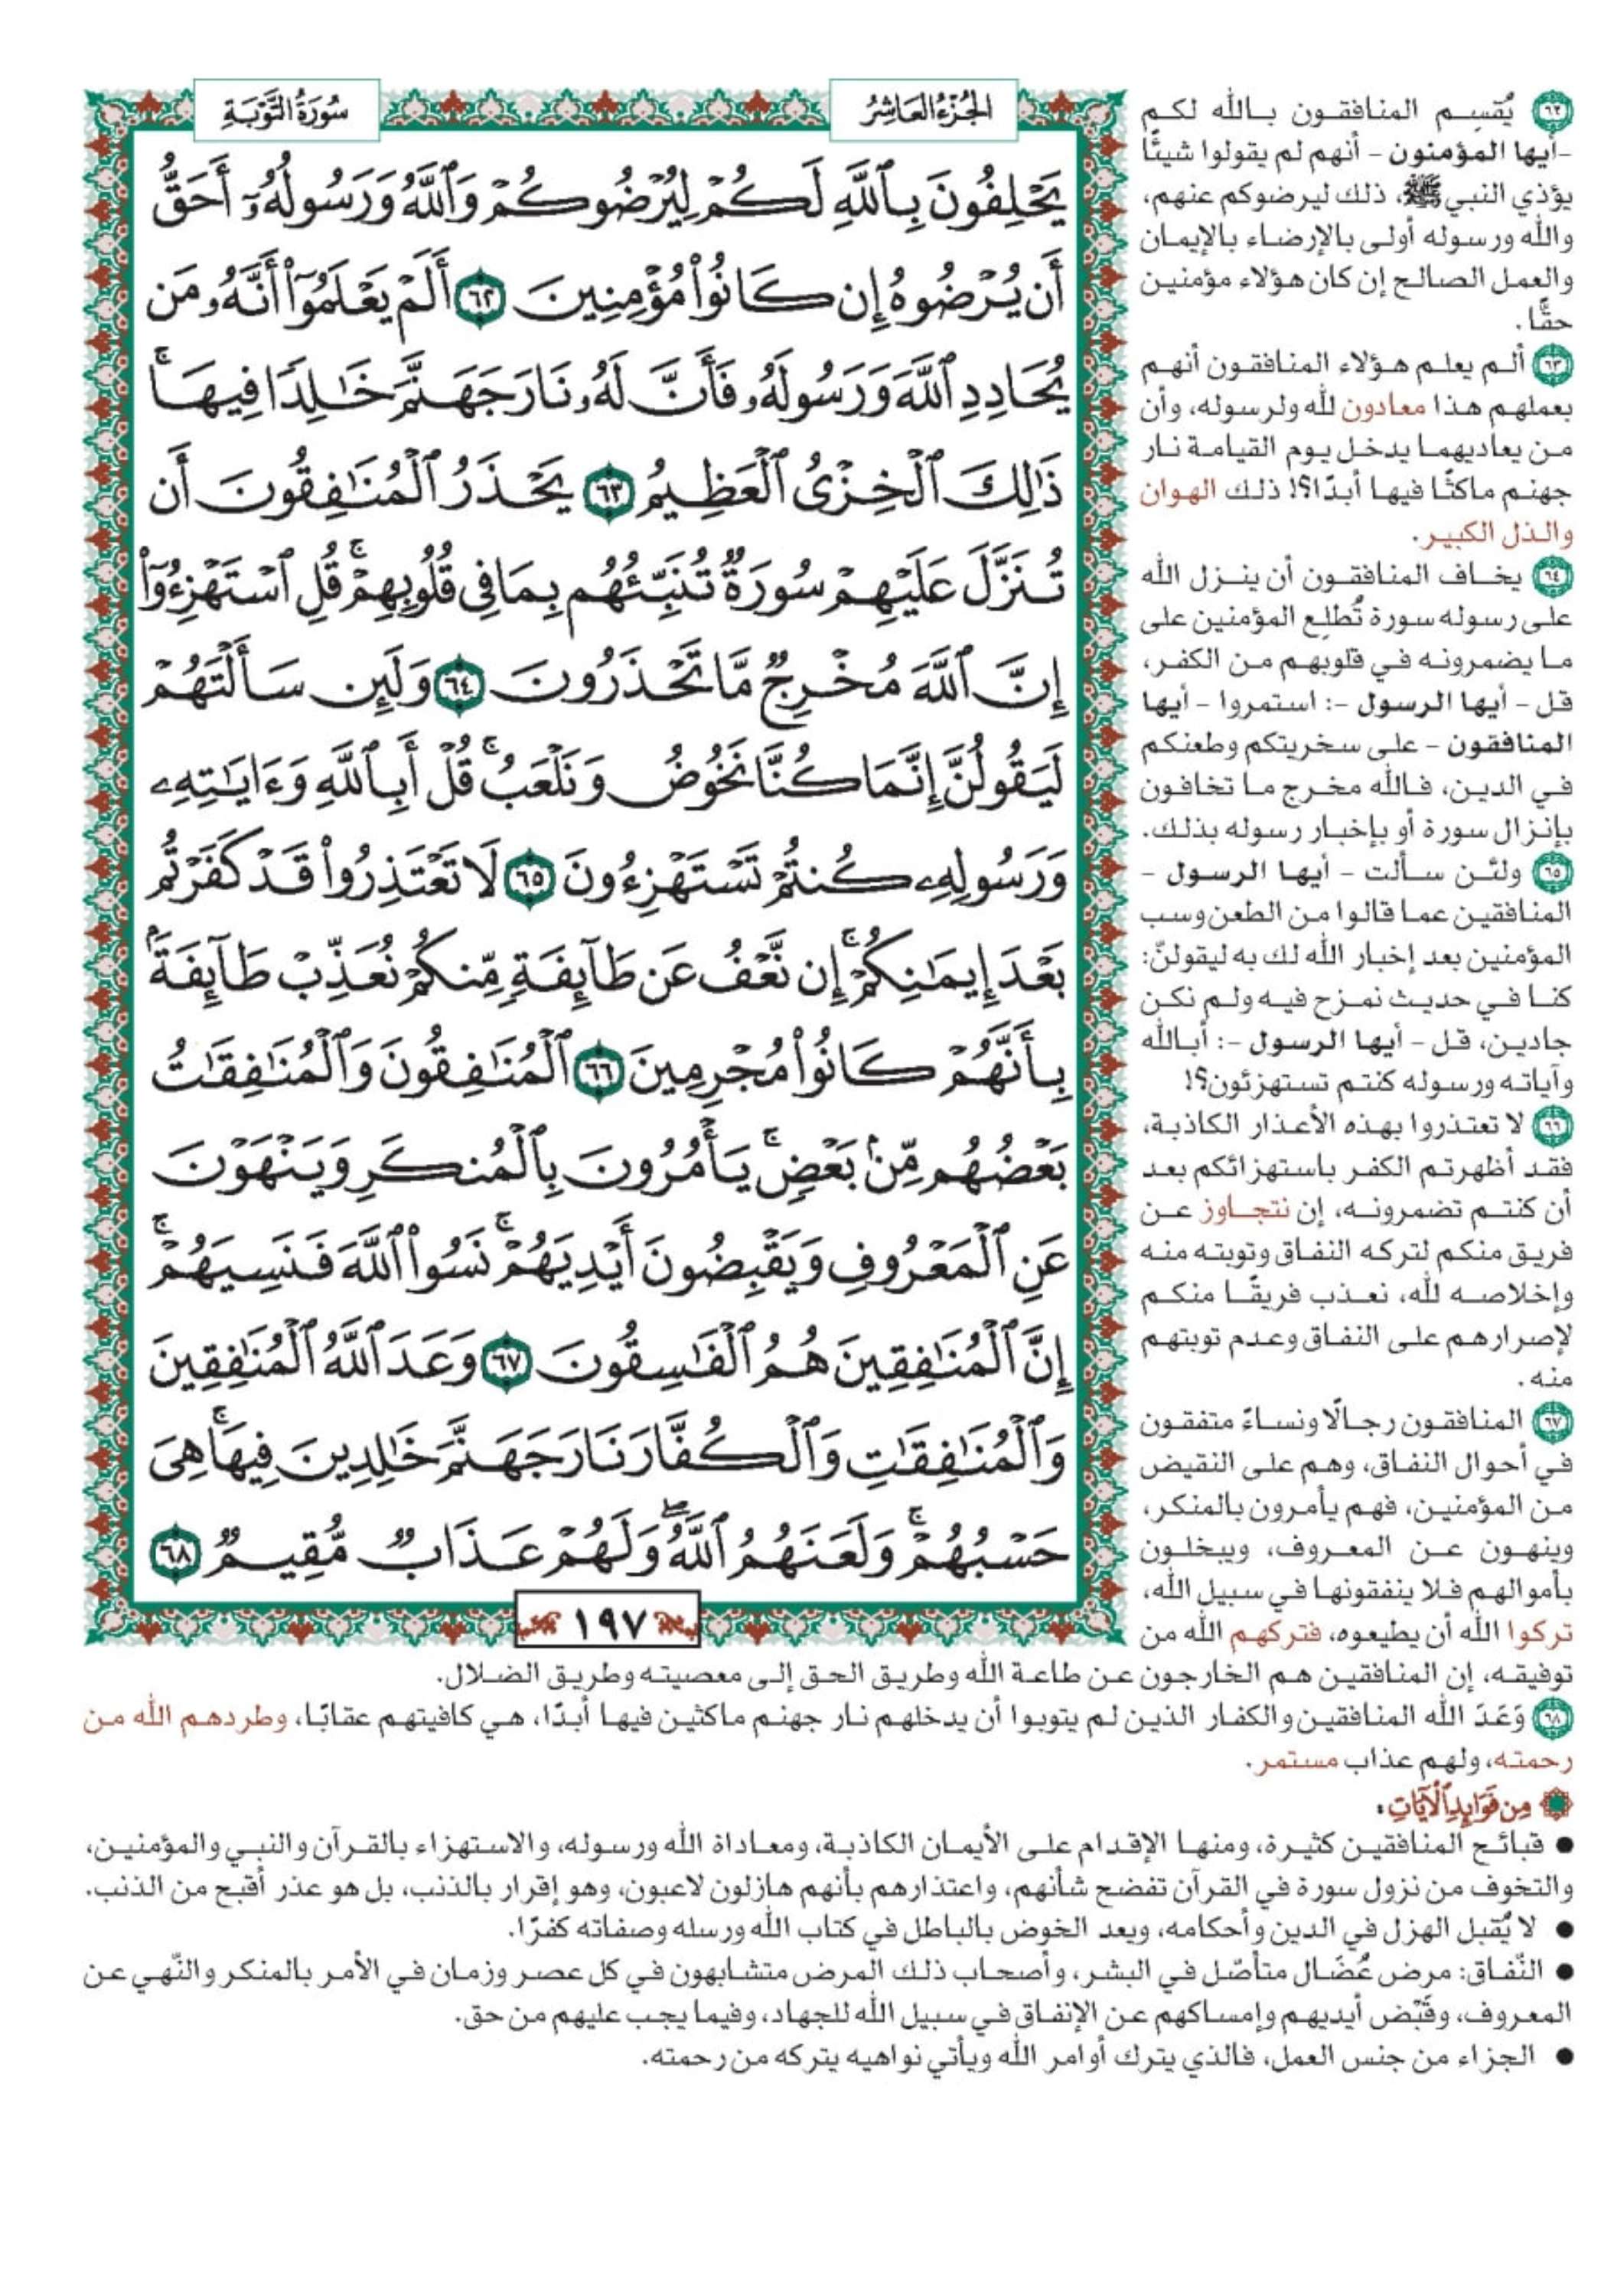 سُورَةُ التَّوْبَةِ
الجُزْءُ العَاشِرُ
يَحْلِفُونَ بِٱللَّهِ لَكُمْ لِيُرْضُوكُمْ وَٱللَّهُ وَرَسُولُهُۥٓ أَحَقُّ
أَن يُرْضُوهُ إِن كَانُوا۟ مُؤْمِنِينَ ٦٢ أَلَمْ يَعْلَمُوٓا۟ أَنَّهُۥ مَن
يُحَادِدِ ٱللَّهَ وَرَسُولَهُۥ فَأَنَّ لَهُۥ نَارَ جَهَنَّمَ خَٰلِدًا فِيهَا ۚ
ذَٰلِكَ ٱلْخِزْىُ ٱلْعَظِيمُ ٦٣ يَحْذَرُ ٱلْمُنَٰفِقُونَ أَن
تُنَزَّلَ عَلَيْهِمْ سُورَةٌ تُنَبِّئُهُم بِمَا فِى قُلُوبِهِمْ ۚ قُلِ ٱسْتَهْزِءُوٓا۟
إِنَّ ٱللَّهَ مُخْرِجٌ مَّا تَحْذَرُونَ ٦٤ وَلَئِن سَأَلْتَهُمْ
لَيَقُولُنَّ إِنَّمَا كُنَّا نَخُوضُ وَنَلْعَبُ ۚ قُلْ أَبِٱللَّهِ وَءَايَٰتِهِۦ
وَرَسُولِهِۦ كُنتُمْ تَسْتَهْزِءُونَ ٦٥ لَا تَعْتَذِرُوا۟ قَدْ كَفَرْتُم
بَعْدَ إِيمَٰنِكُمْ ۚ إِن نَّعْفُ عَن طَآئِفَةٍ مِّنكُمْ نُعَذِّبْ طَآئِفَةًۢ
بِأَنَّهُمْ كَانُوا۟ مُجْرِمِينَ ٦٦ ٱلْمُنَٰفِقُونَ وَٱلْمُنَٰفِقَٰتُ
بَعْضُهُم مِّنۢ بَعْضٍ ۚ يَأْمُرُونَ بِٱلْمُنكَرِ وَيَنْهَوْنَ
عَنِ ٱلْمَعْرُوفِ وَيَقْبِضُونَ أَيْدِيَهُمْ ۚ نَسُوا۟ ٱللَّهَ فَنَسِيَهُمْ ۚ
إِنَّ ٱلْمُنَٰفِقِينَ هُمُ ٱلْفَٰسِقُونَ ٦٧ وَعَدَ ٱللَّهُ ٱلْمُنَٰفِقِينَ
وَٱلْمُنَٰفِقَٰتِ وَٱلْكُفَّارَ نَارَ جَهَنَّمَ خَٰلِدِينَ فِيهَا ۚ هِىَ
حَسْبُهُمْ ۚ وَلَعَنَهُمُ ٱللَّهُ ۖ وَلَهُمْ عَذَابٌ مُّقِيمٌ ٦٨
١٩٧
٦٢ يُقسِم المنافقون بالله لكم
-أيها المؤمنون - أنهم لم يقولوا شيئًا
يؤذي النبي ﷺ، ذلك ليرضوكم عنهم،
والله ورسوله أولى بالإرضاء بالإيمان
والعمل الصالح إن كان هؤلاء مؤمنين
حقًّا.
٦٣ ألم يعلم هؤلاء المنافقون أنهم
بعملهم هذا معادون لله ولرسوله، وأن
من يعاديهما يدخل يوم القيامة نار
جهنم ماكثًا فيها أبدًا؟! ذلك الهوان
والذل الكبير.
٦٤ يخاف المنافقون أن ينزل الله
على رسوله سورة تُطلِع المؤمنين على
ما يضمرونه في قلوبهم من الكفر،
قل - أيها الرسول -: استمروا - أيها
المنافقون - على سخريتكم وطعنكم
في الدين، فالله مخرج ما تخافون
بإنزال سورة أو بإخبار رسوله بذلك.
٦٥ ولئن سألت - أيها الرسول -
المنافقين عما قالوا من الطعن وسب
المؤمنين بعد إخبار الله لك به ليقولنّ:
كنا في حديث نمزح فيه ولم نكن
جادين، قل - أيها الرسول -: أبالله
وآياته ورسوله كنتم تستهزئون؟!
٦٦ لا تعتذروا بهذه الأعذار الكاذبة،
فقد أظهرتم الكفر باستهزائكم بعد
أن كنتم تضمرونه، إن نتجاوز عن
فريق منكم لتركه النفاق وتوبته منه
وإخلاصه لله، نعذب فريقًا منكم
لإصرارهم على النفاق وعدم توبتهم
منه.
٦٧ المنافقون رجالًا ونساءً متفقون
في أحوال النفاق، وهم على النقيض
من المؤمنين، فهم يأمرون بالمنكر،
وينهون عن المعروف، ويبخلون
بأموالهم فلا ينفقونها في سبيل الله،
تركوا الله أن يطيعوه، فتركهم الله من
توفيقه، إن المنافقين هم الخارجون عن طاعة الله وطريق الحق إلى معصيته وطريق الضلال.
٦٨ وَعَدَ الله المنافقين والكفار الذين لم يتوبوا أن يدخلهم نار جهنم ماكثين فيها أبدًا، هي كافيتهم عقابًا، وطردهم الله من
رحمته، ولهم عذاب مستمر.
مِن فَوَائِدِ الآيَاتِ:
● قبائح المنافقين كثيرة، ومنها الإقدام على الأيمان الكاذبة، ومعاداة الله ورسوله، والاستهزاء بالقرآن والنبي والمؤمنين،
والتخوف من نزول سورة في القرآن تفضح شأنهم، واعتذارهم بأنهم هازلون لاعبون، وهو إقرار بالذنب، بل هو عذر أقبح من الذنب.
● لا يُقبل الهزل في الدين وأحكامه، ويعد الخوض بالباطل في كتاب الله ورسله وصفاته كفرًا.
● النّفاق: مرض عُضَال متأصّل في البشر، وأصحاب ذلك المرض متشابهون في كل عصر وزمان في الأمر بالمنكر والنّهي عن
المعروف، وقَبْض أيديهم وإمساكهم عن الإنفاق في سبيل الله للجهاد، وفيما يجب عليهم من حق.
● الجزاء من جنس العمل، فالذي يترك أوامر الله ويأتي نواهيه يتركه من رحمته.